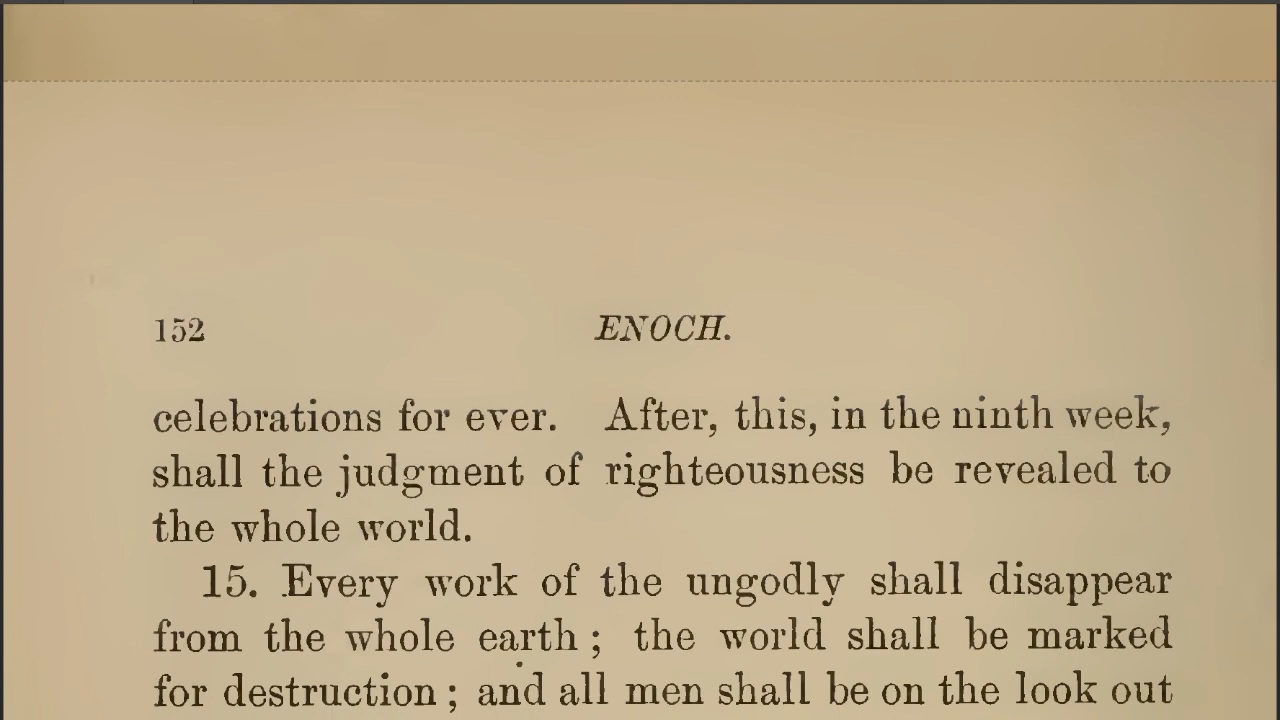 152 ENOCH.
celebrations for ever. After, this, in the ninth week,
shall the judgment of righteousness be revealed to
the whole world.
15. Every work of the ungodly shall disappear
from the whole earth ; the world shall be marked
for destruction ; and all men shall be on the look out